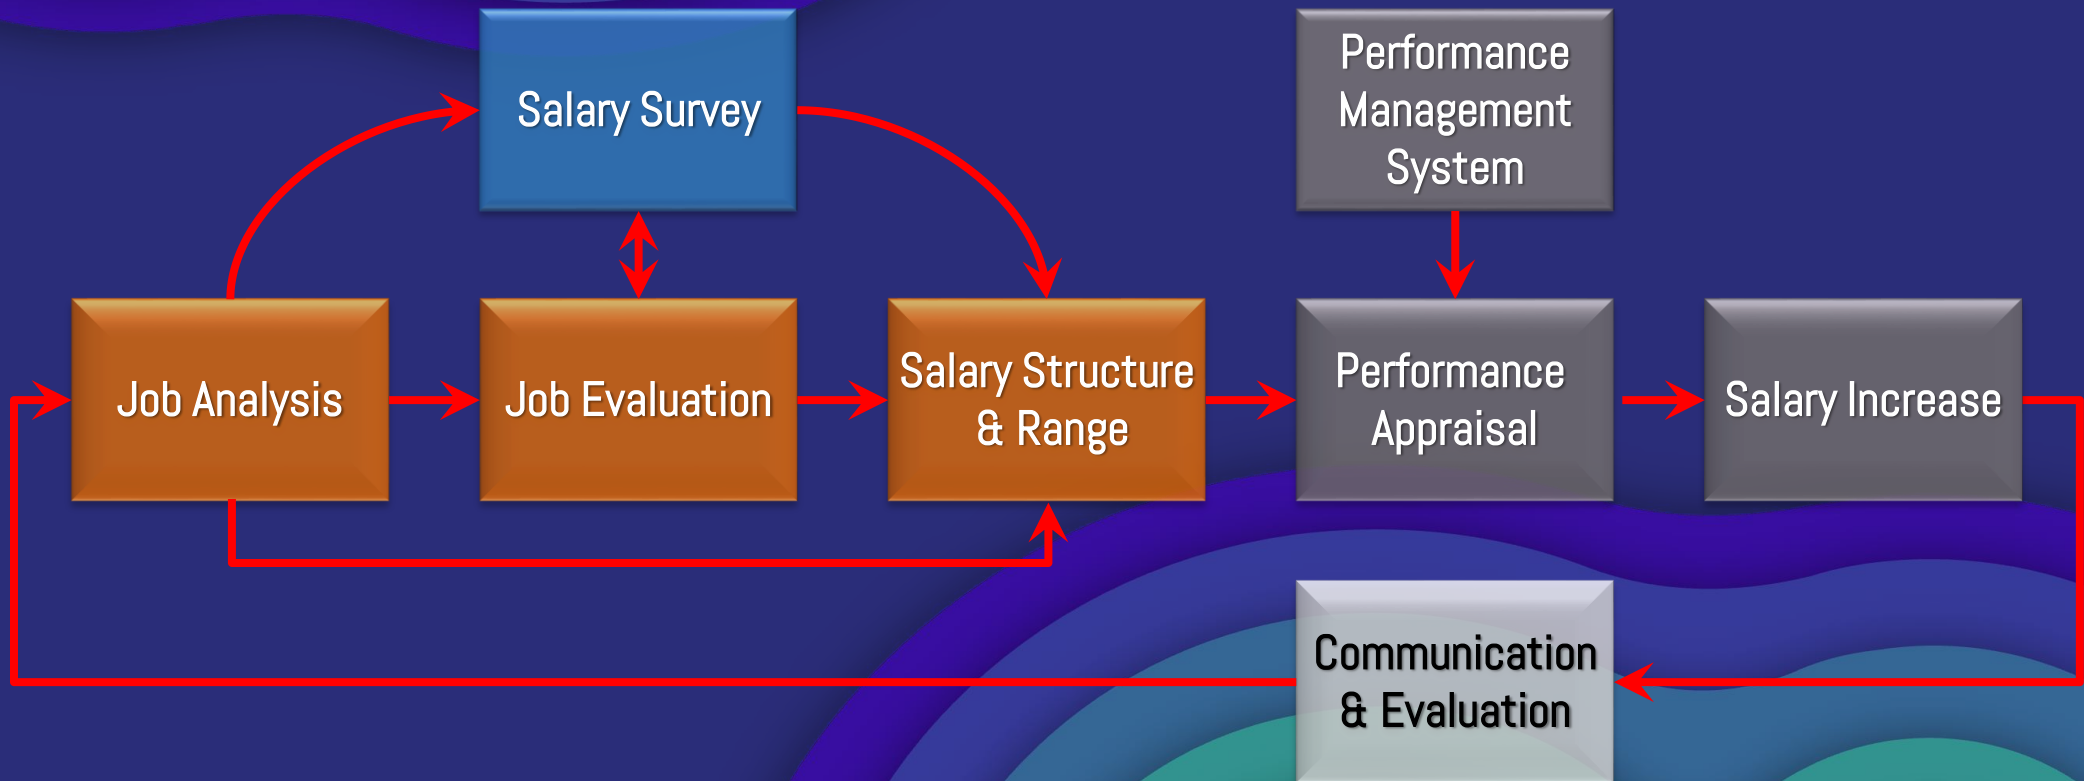 Salary Survey
Performance
Management
System
Job Analysis
Job Evaluation
Salary Structure
& Range
Performance
Appraisal
Salary Increase
Communication
& Evaluation